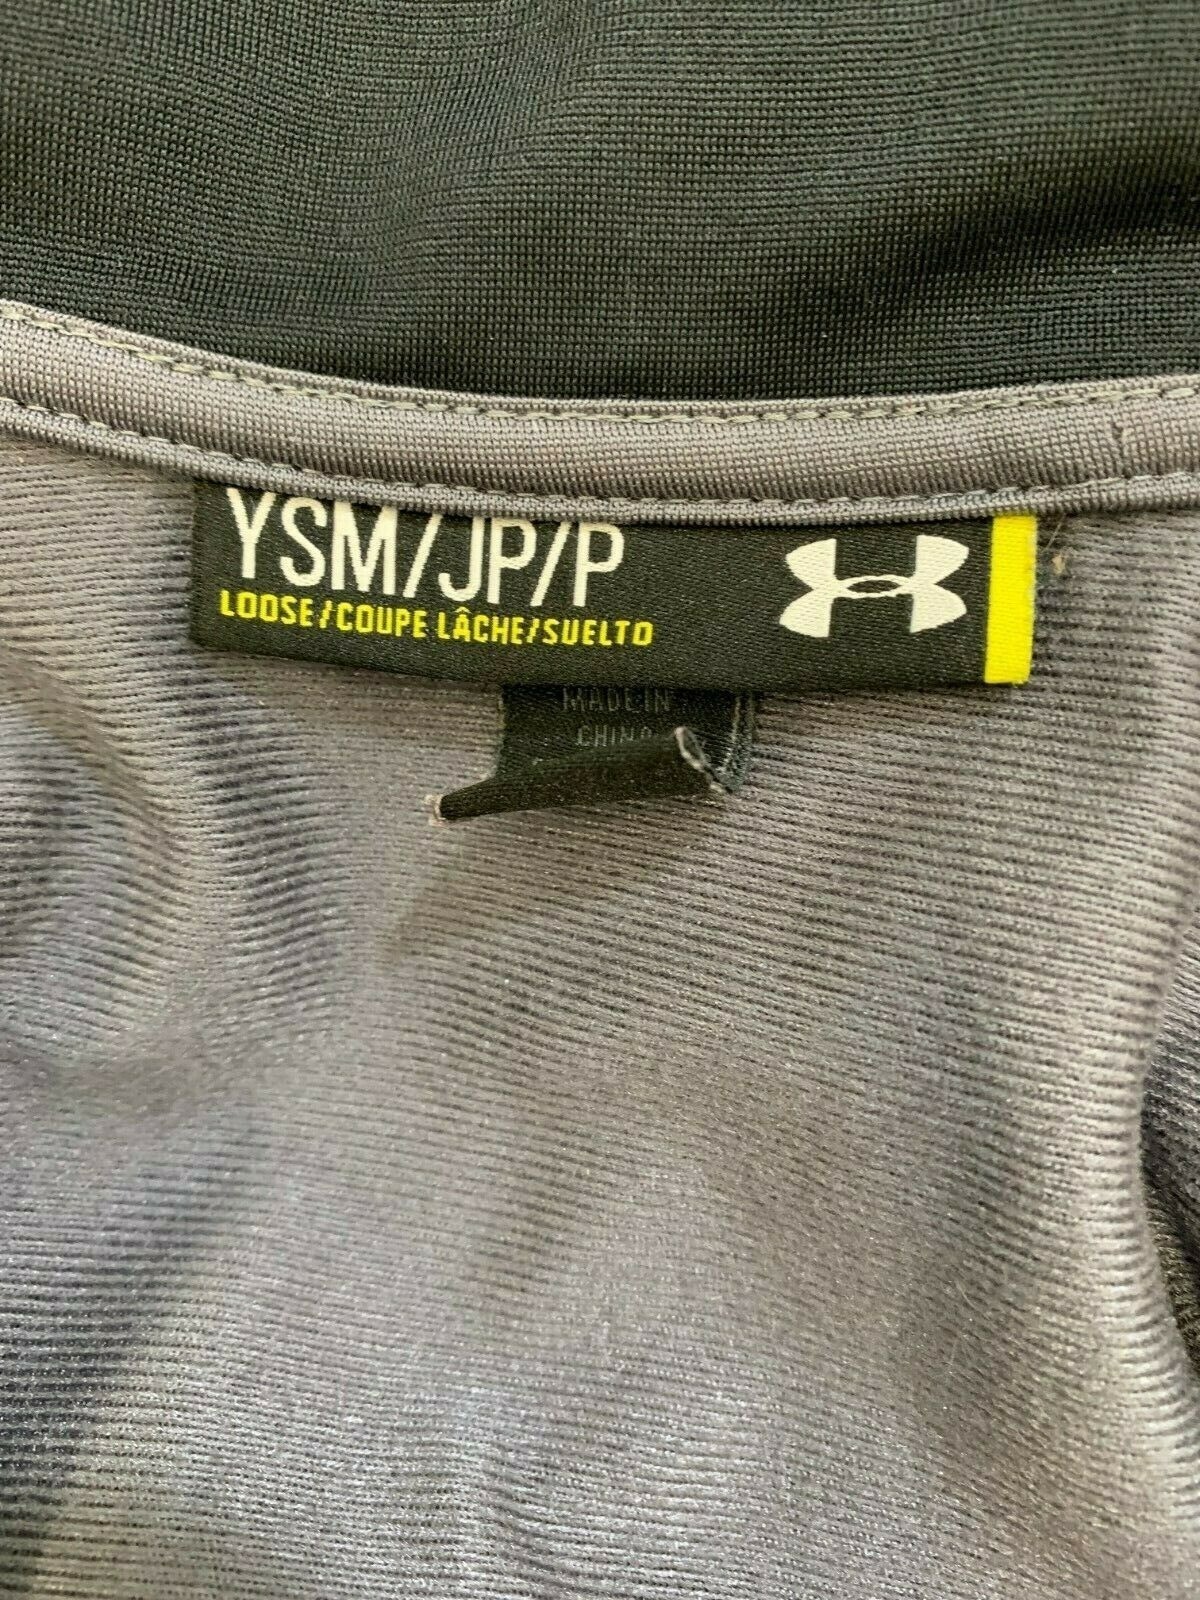 YSM/JP/P
LOOSE/COUPE LÂCHE/SUELTO
MADE IN
CHINA